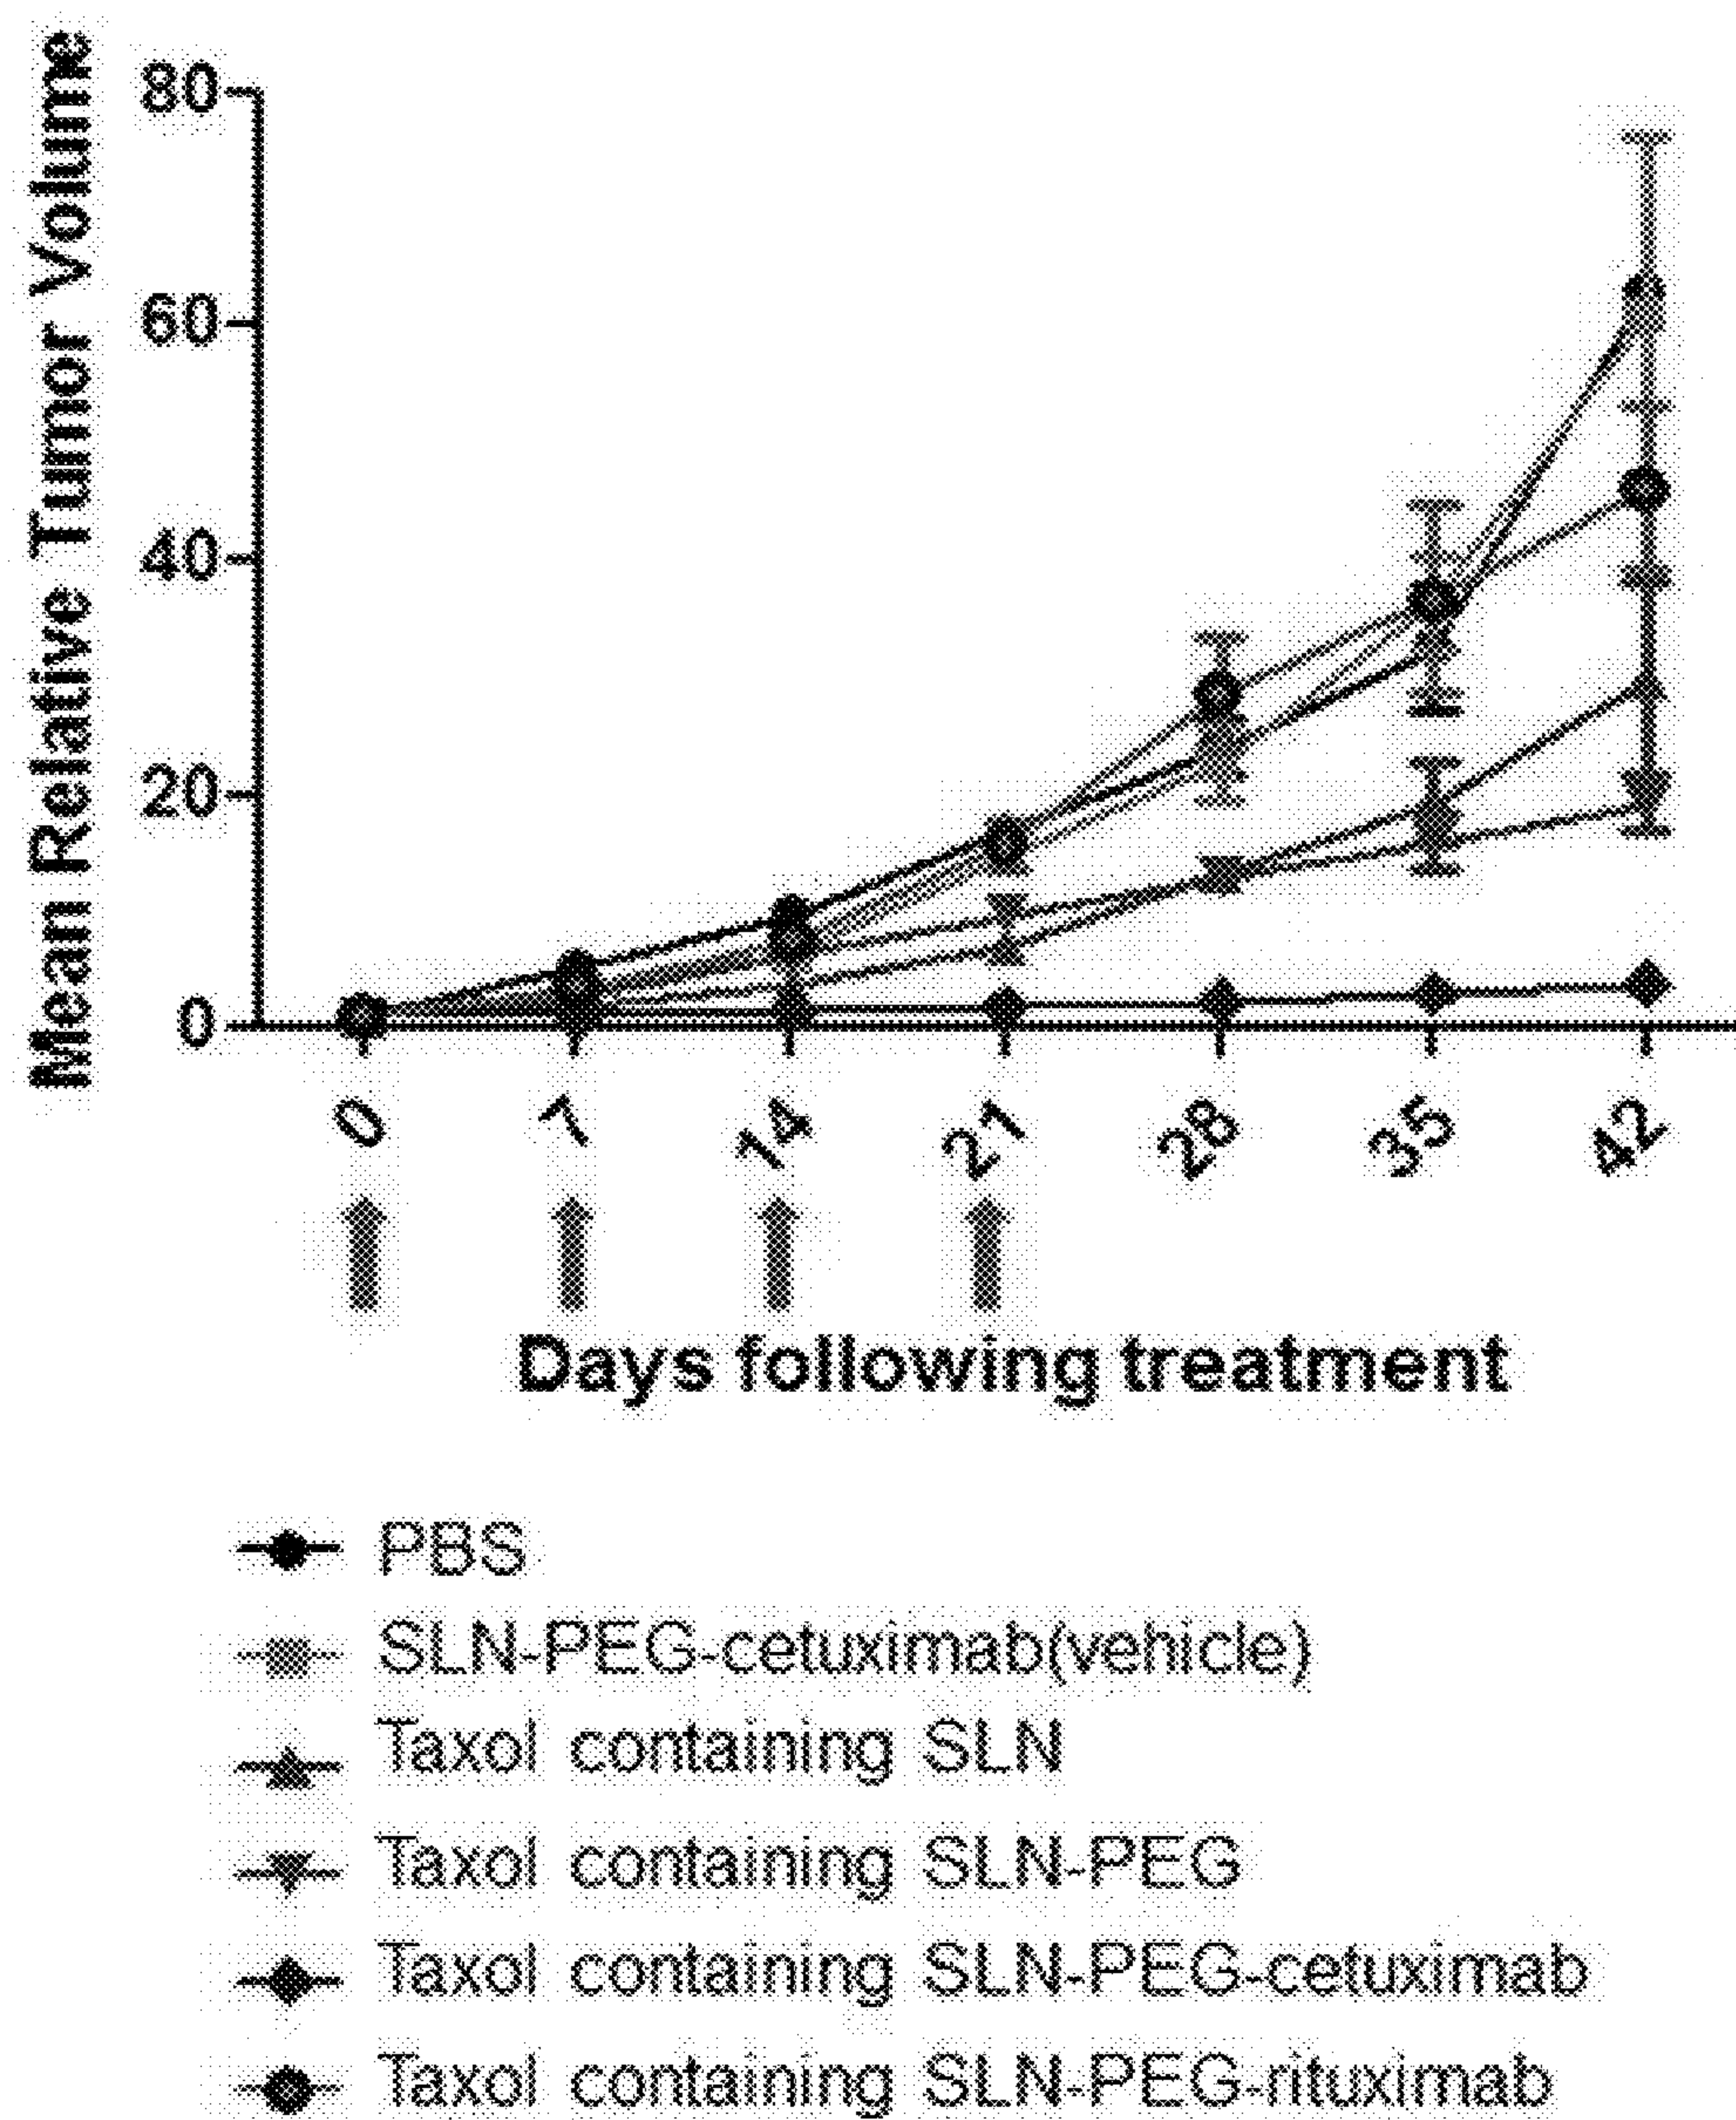 Mean Relative Tumor Volume
80
60
40
20
0
0 7 14 21 28 35 42
Days following treatment
PBS
SLN-PEG-cetuximab(vehicle)
Taxol containing SLN
Taxol containing SLN-PEG
Taxol containing SLN-PEG-cetuximab
Taxol containing SLN-PEG-rituximab